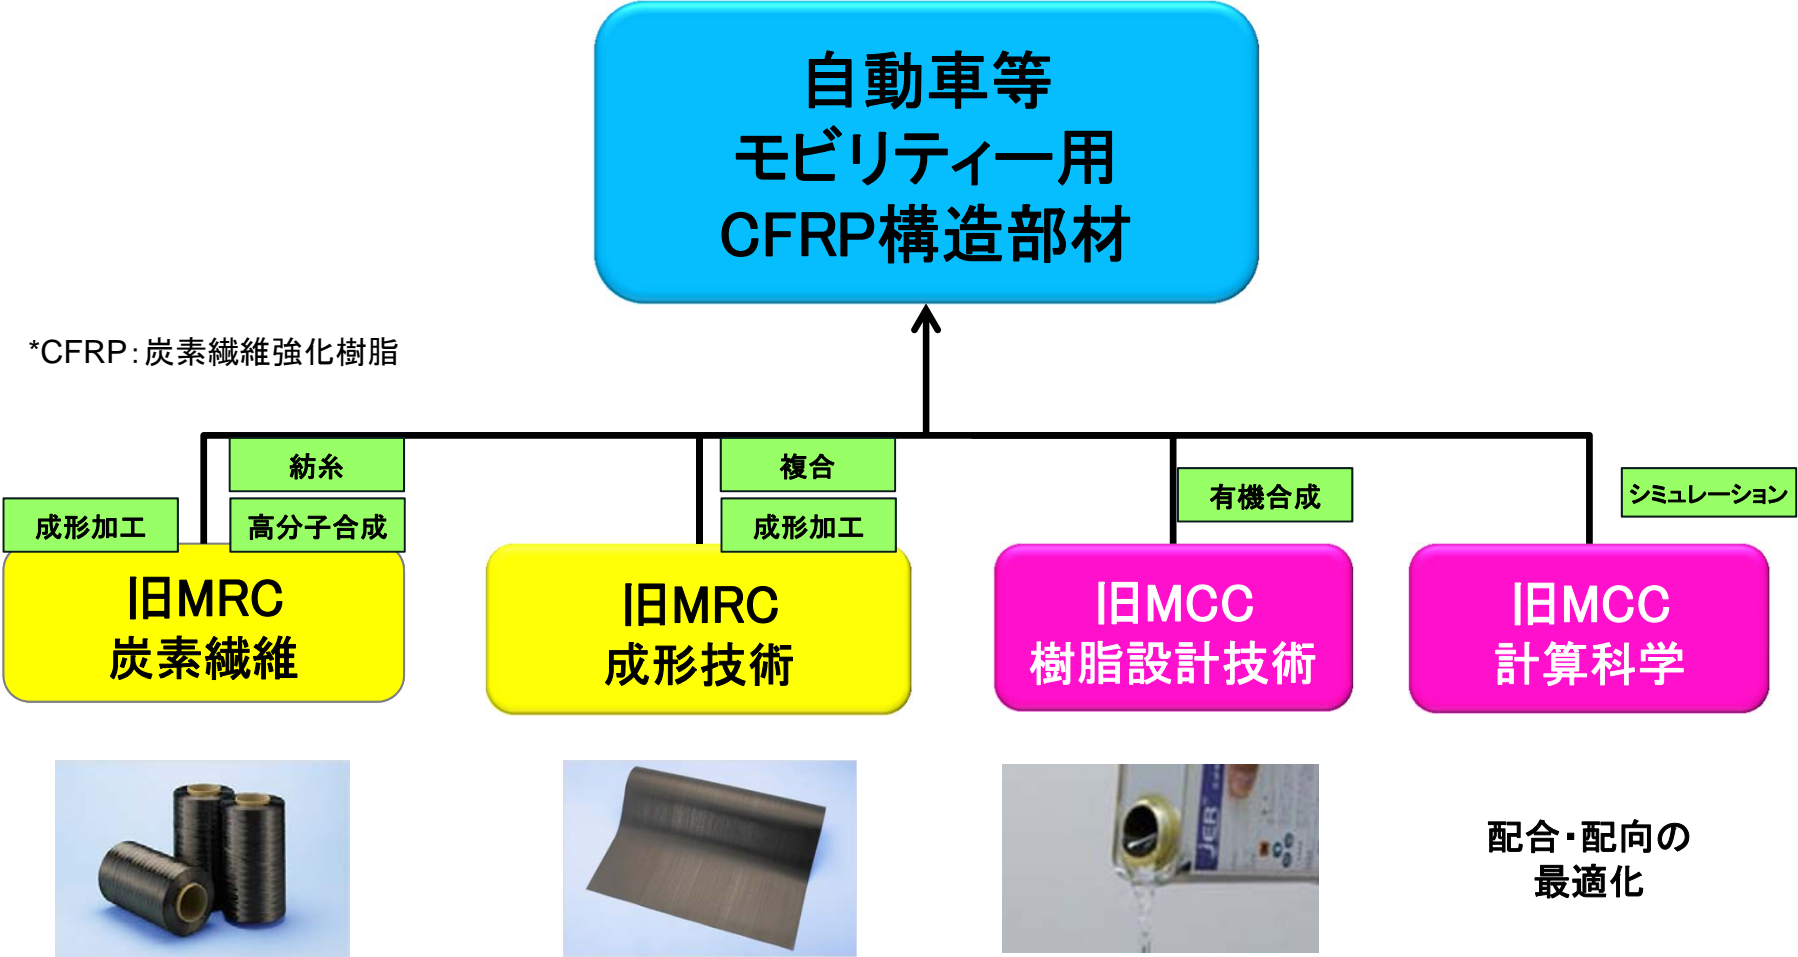 自動車等
モビリティー用
CFRP構造部材
*CFRP：炭素繊維強化樹脂
紡糸
複合
有機合成
シミュレーション
成形加工
高分子合成
成形加工
旧MRC
炭素繊維
旧MRC
成形技術
旧MCC
樹脂設計技術
旧MCC
計算科学
jER
配合・配向の
最適化